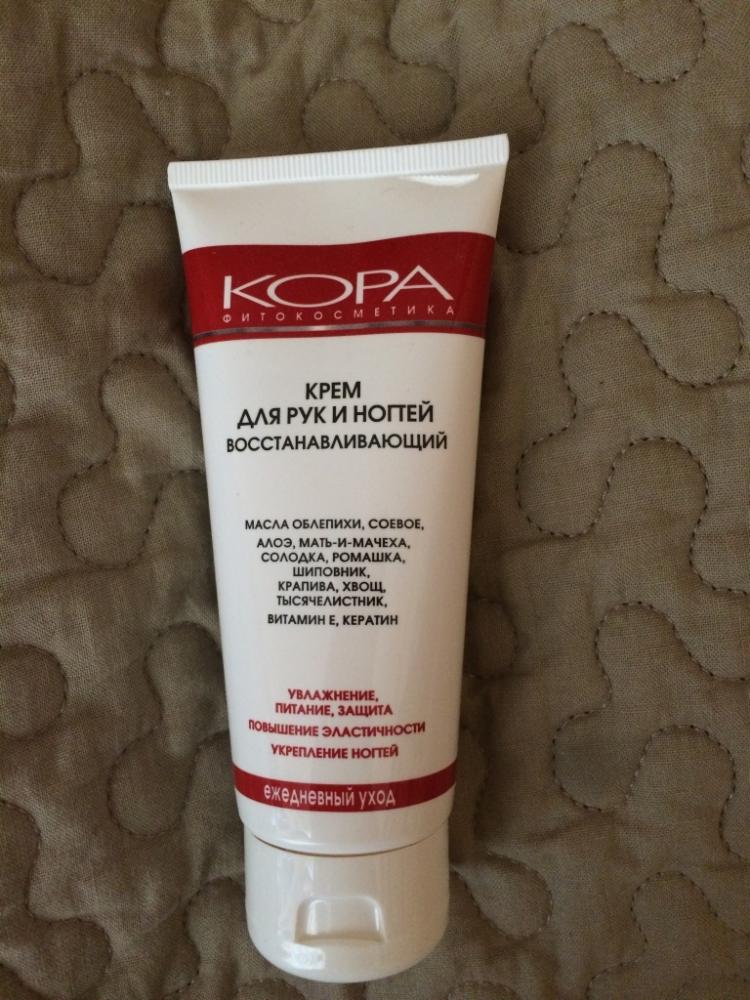 КОРА
ФИТОКОСМЕТИКА
КРЕМ
ДЛЯ РУК И НОГТЕЙ
ВОССТАНАВЛИВАЮЩИЙ
МАСЛА ОБЛЕПИХИ, СОЕВОЕ,
АЛОЭ, МАТЬ-И-МАЧЕХА,
СОЛОДКА, РОМАШКА,
ШИПОВНИК,
КРАПИВА, ХВОЩ,
ТЫСЯЧЕЛИСТНИК,
ВИТАМИН Е, КЕРАТИН
УВЛАЖНЕНИЕ,
ПИТАНИЕ, ЗАЩИТА
ПОВЫШЕНИЕ ЭЛАСТИЧНОСТИ
УКРЕПЛЕНИЕ НОГТЕЙ
ежедневный уход